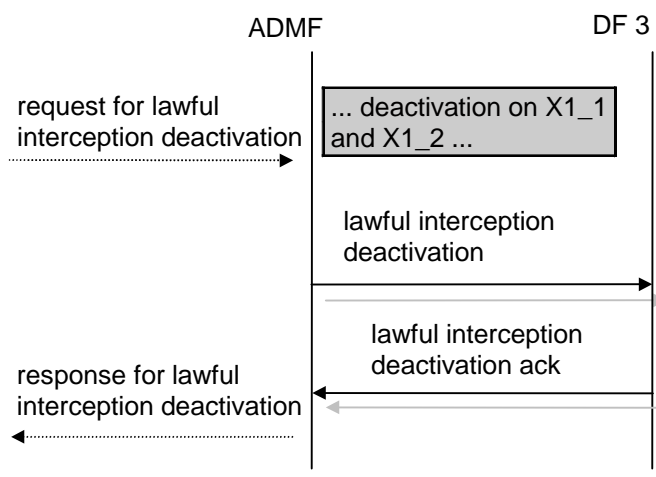 ADMF
DF 3
request for lawful
interception deactivation
... deactivation on X1_1
and X1_2 ...
lawful interception
deactivation
lawful interception
deactivation ack
response for lawful
interception deactivation